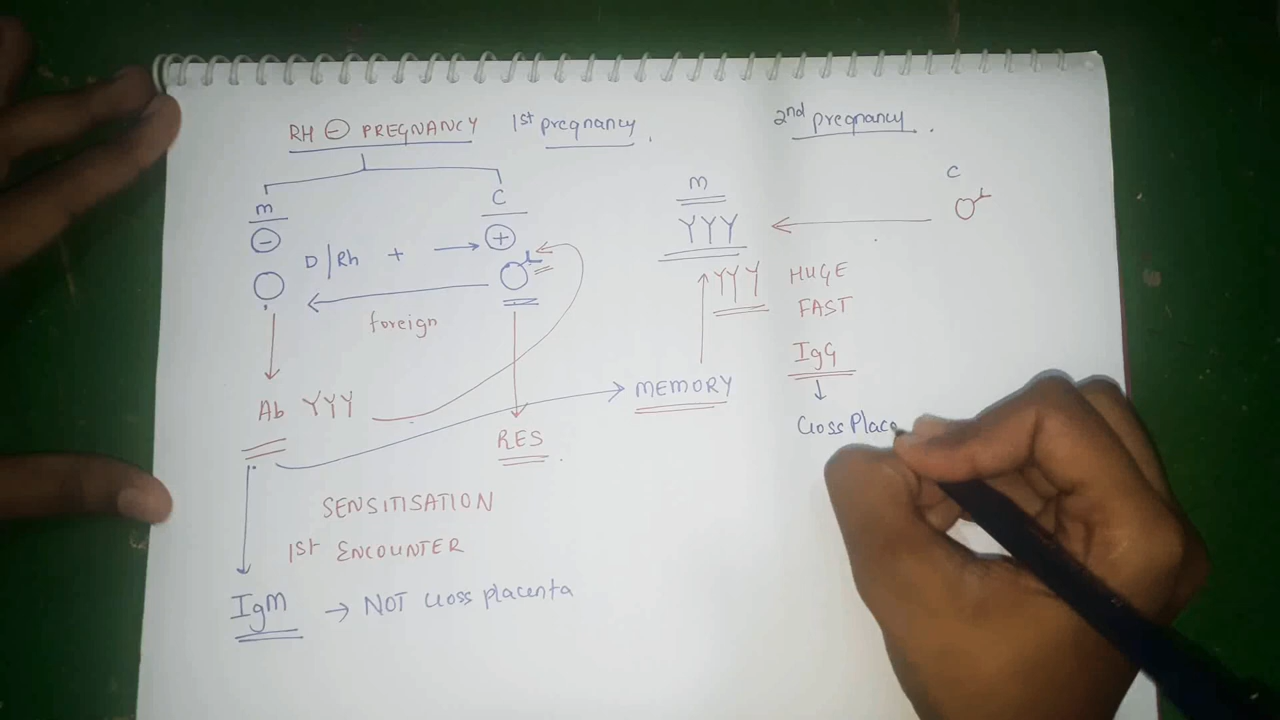 RH ⊖ PREGNANCY 1st pregnancy.
m C
⊖ D/Rh + → ⊕
foreign
Ab YYY
RES
SENSITISATION
1st ENCOUNTER
IgM → NOT cross placenta
MEMORY
2nd pregnancy.
m C
YYY
YYY HUGE
FAST
IgG
↓
Cross Place